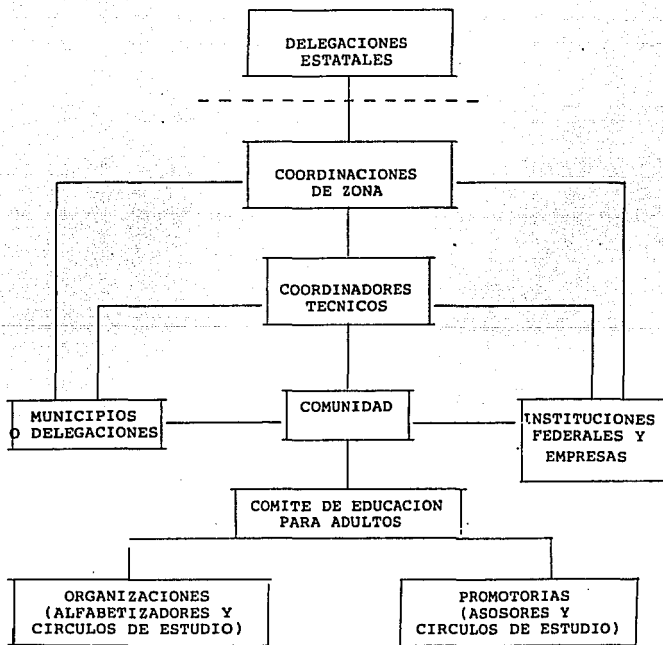 DELEGACIONES
ESTATALES
COORDINACIONES
DE ZONA
COORDINADORES
TECNICOS
MUNICIPIOS
O DELEGACIONES
COMUNIDAD
INSTITUCIONES
FEDERALES Y
EMPRESAS
COMITE DE EDUCACION
PARA ADULTOS
ORGANIZACIONES
(ALFABETIZADORES Y
CIRCULOS DE ESTUDIO)
PROMOTORIAS
(ASOSORES Y
CIRCULOS DE ESTUDIO)